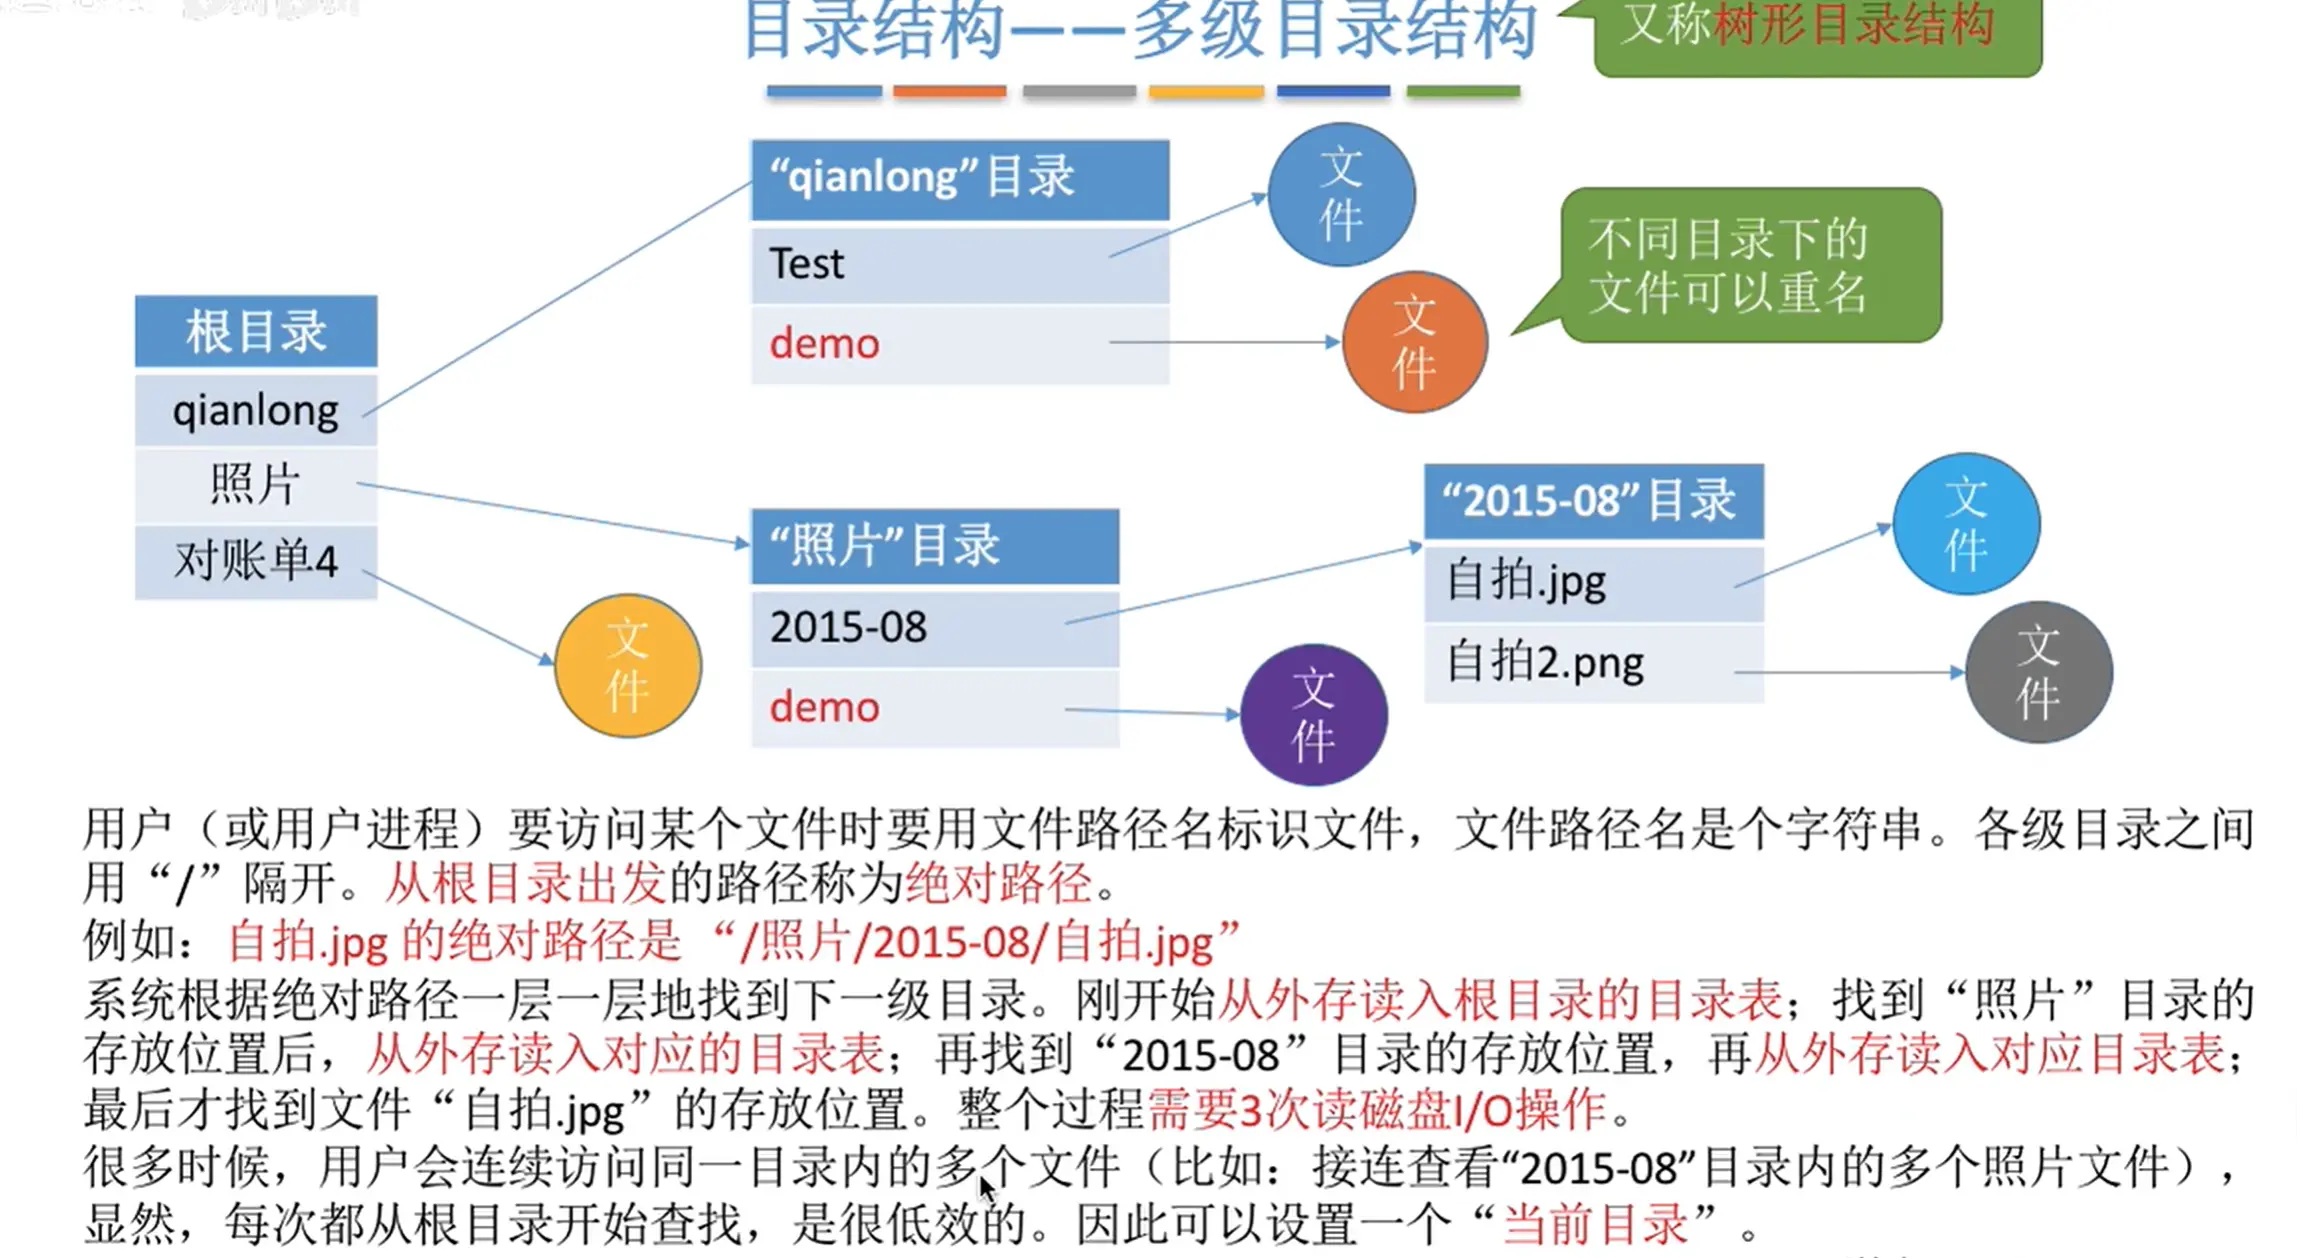 目录结构——多级目录结构
又称树形目录结构
“qianlong”目录
Test
demo
文
件
文
件
不同目录下的
文件可以重名
根目录
qianlong
照片
对账单4
文
件
“照片”目录
2015-08
demo
文
件
“2015-08”目录
自拍.jpg
自拍2.png
文
件
文
件
用户（或用户进程）要访问某个文件时要用文件路径名标识文件，文件路径名是个字符串。各级目录之间
用“/”隔开。从根目录出发的路径称为绝对路径。
例如：自拍.jpg 的绝对路径是 “/照片/2015-08/自拍.jpg”
系统根据绝对路径一层一层地找到下一级目录。刚开始从外存读入根目录的目录表；找到“照片”目录的
存放位置后，从外存读入对应的目录表；再找到“2015-08”目录的存放位置，再从外存读入对应目录表；
最后才找到文件“自拍.jpg”的存放位置。整个过程需要3次读磁盘I/O操作。
很多时候，用户会连续访问同一目录内的多个文件（比如：接连查看“2015-08”目录内的多个照片文件），
显然，每次都从根目录开始查找，是很低效的。因此可以设置一个“当前目录”。